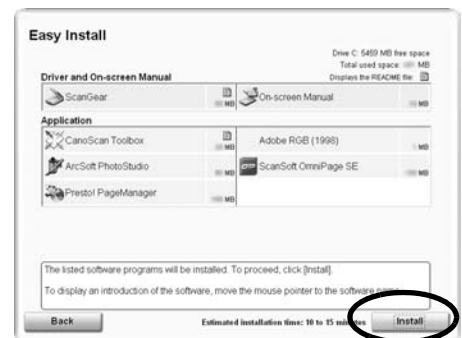 Easy Install
Drive C: 5459 MB free space
Total used space: MB
Driver and On-screen Manual
Displays the README file:
ScanGear
MB
On-screen Manual
MB
Application
CanoScan Toolbox
MB
Adobe RGB (1998)
MB
ArcSoft PhotoStudio
MB
ScanSoft OmniPage SE
MB
Presto! PageManager
MB
The listed software programs will be installed. To proceed, click [Install].
To display an introduction of the software, move the mouse pointer to the software name.
Back
Estimated installation time: 10 to 15 minutes
Install